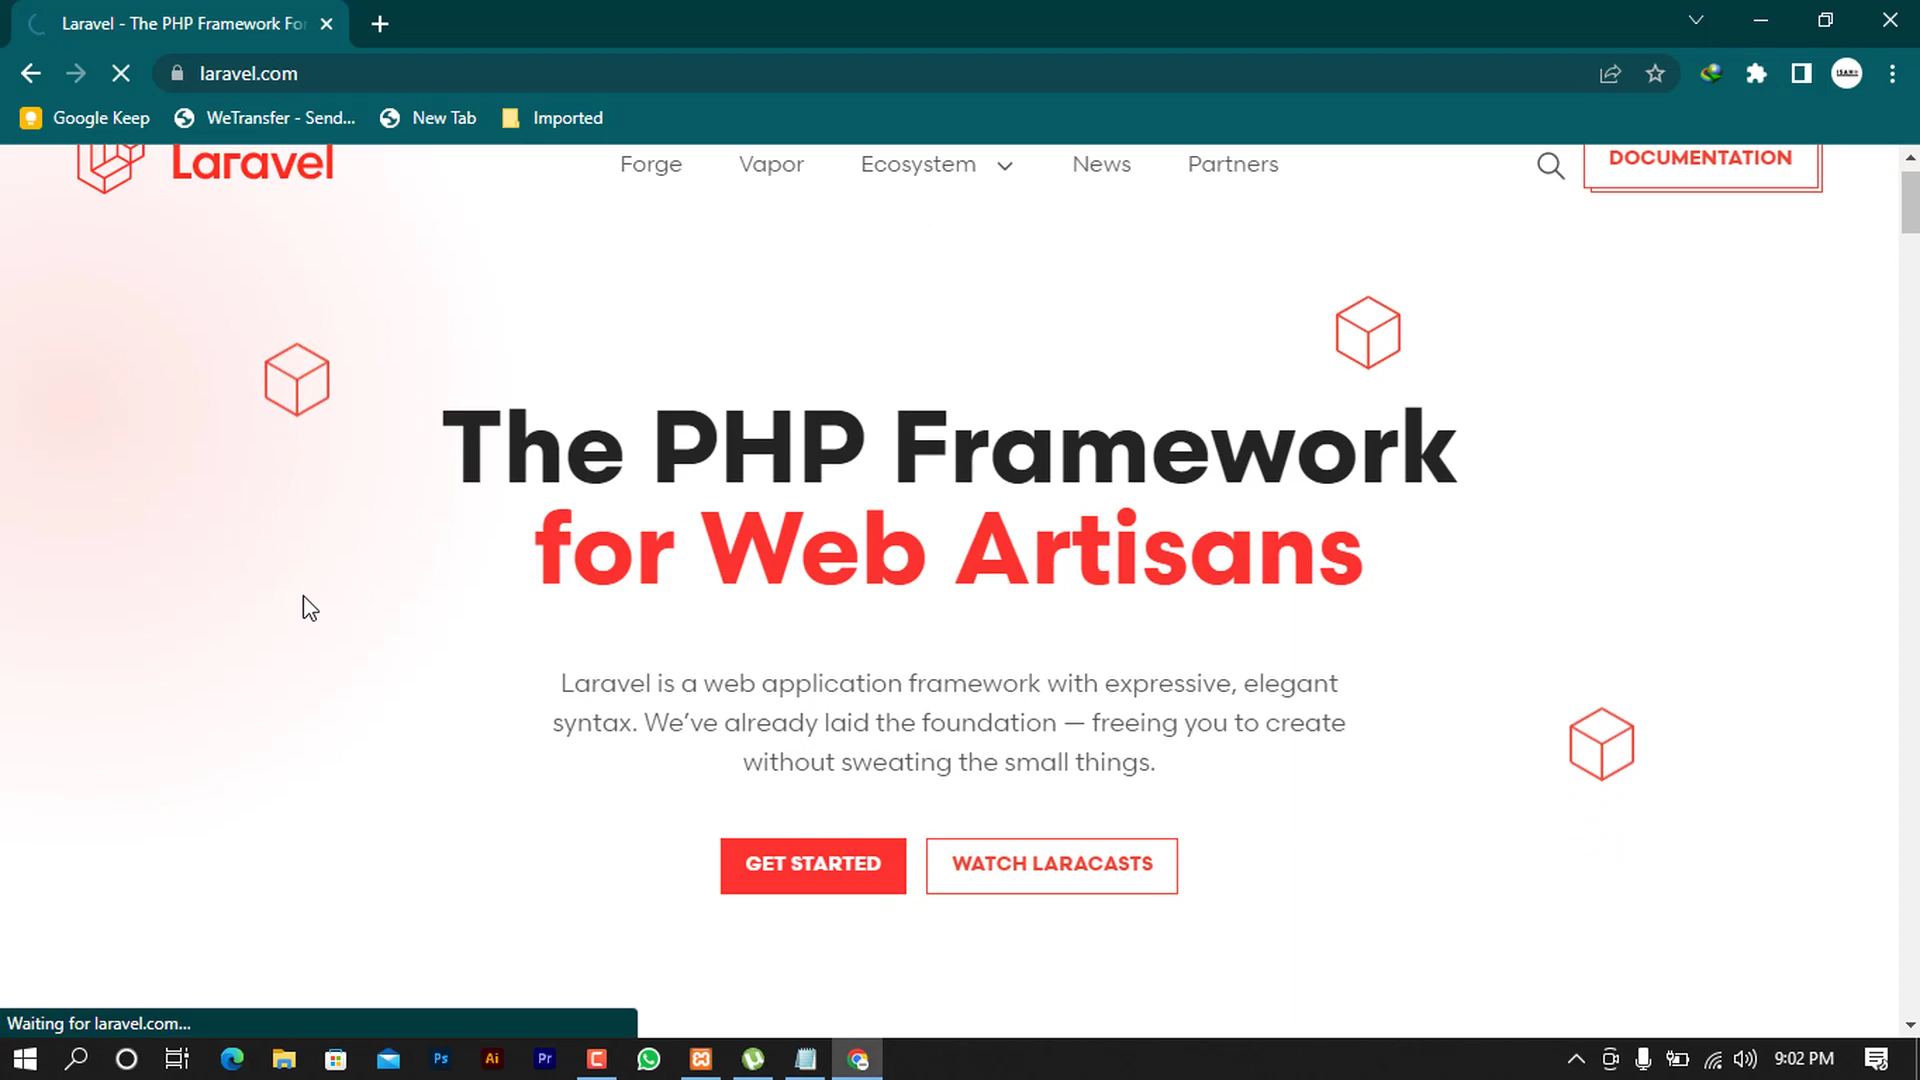 Laravel - The PHP Framework For
laravel.com
Google Keep
WeTransfer - Send...
New Tab
Imported
Laravel
Forge
Vapor
Ecosystem
News
Partners
DOCUMENTATION
The PHP Framework
for Web Artisans
Laravel is a web application framework with expressive, elegant
syntax. We’ve already laid the foundation — freeing you to create
without sweating the small things.
GET STARTED
WATCH LARACASTS
Waiting for laravel.com...
Ps
Ai
Pr
C
9:02 PM